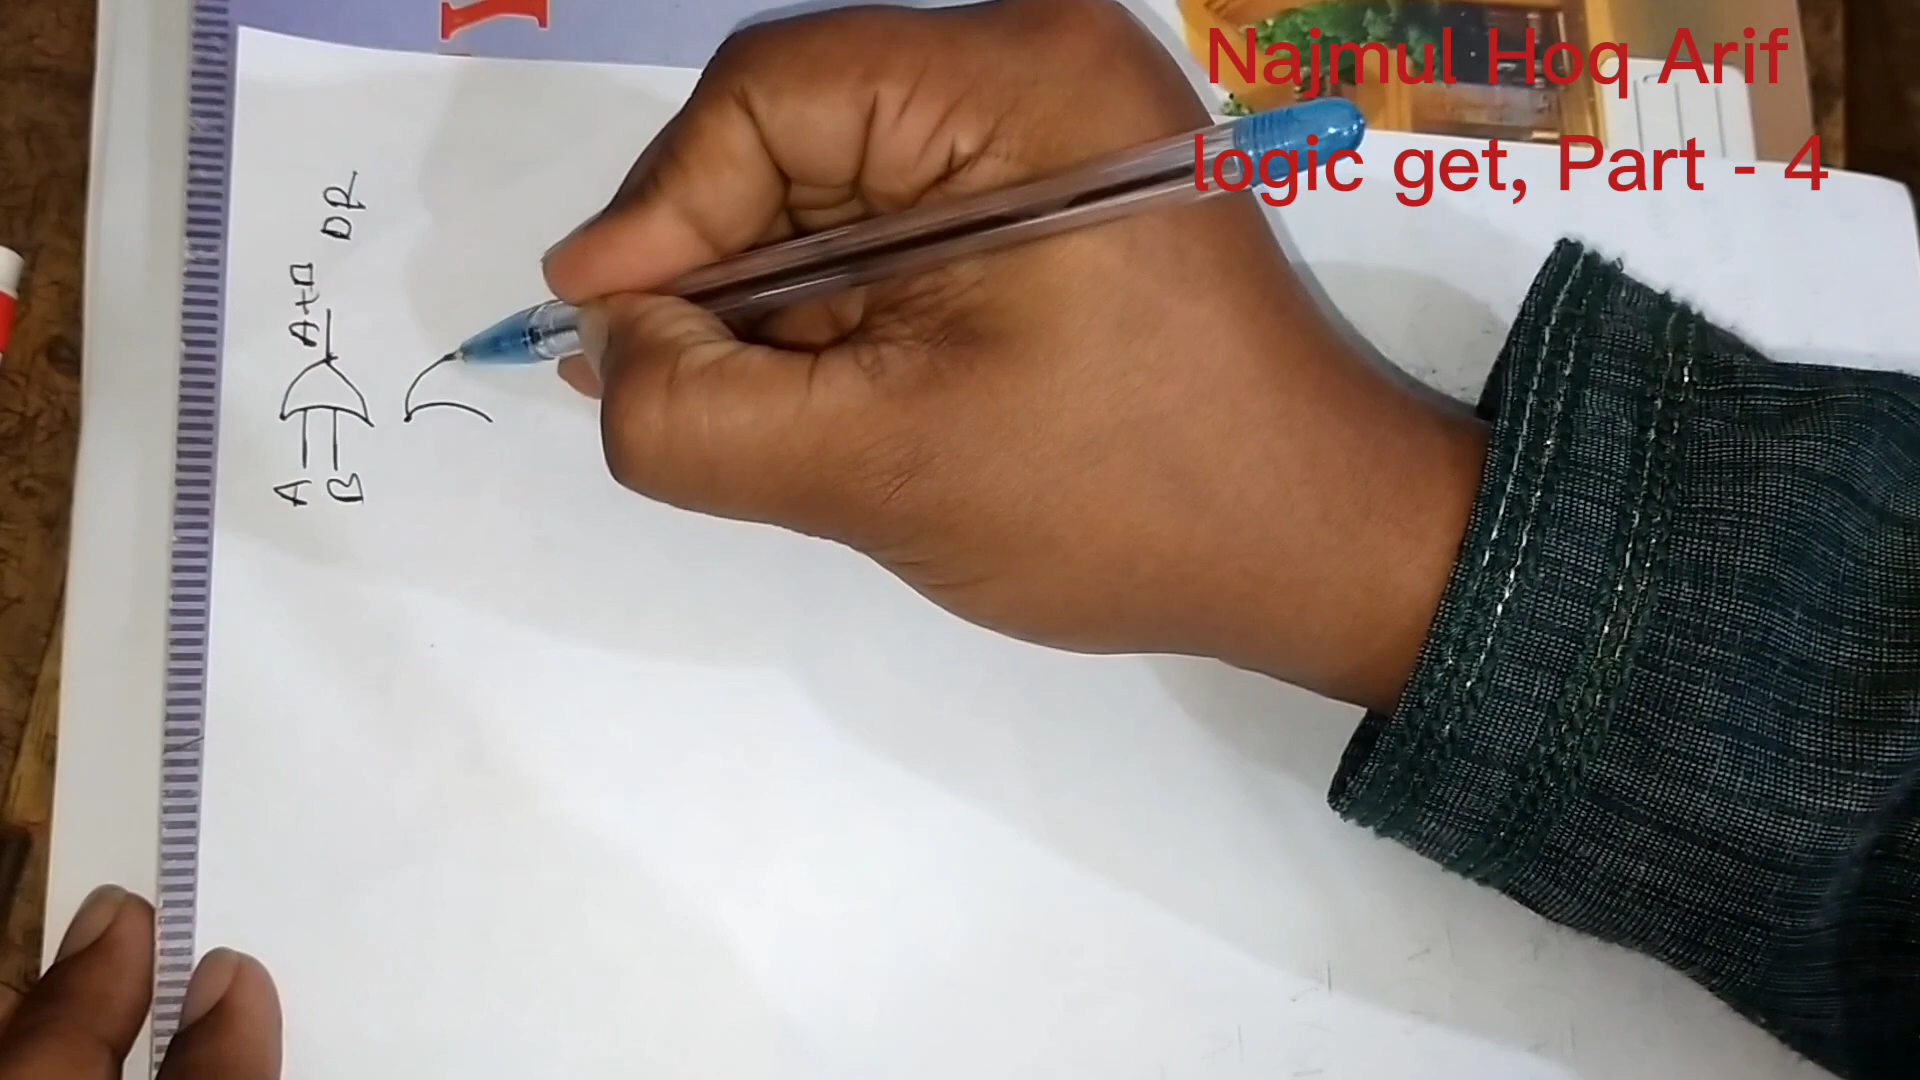 Najmul Hoq Arif
logic get, Part - 4
A
B
A+B
OR